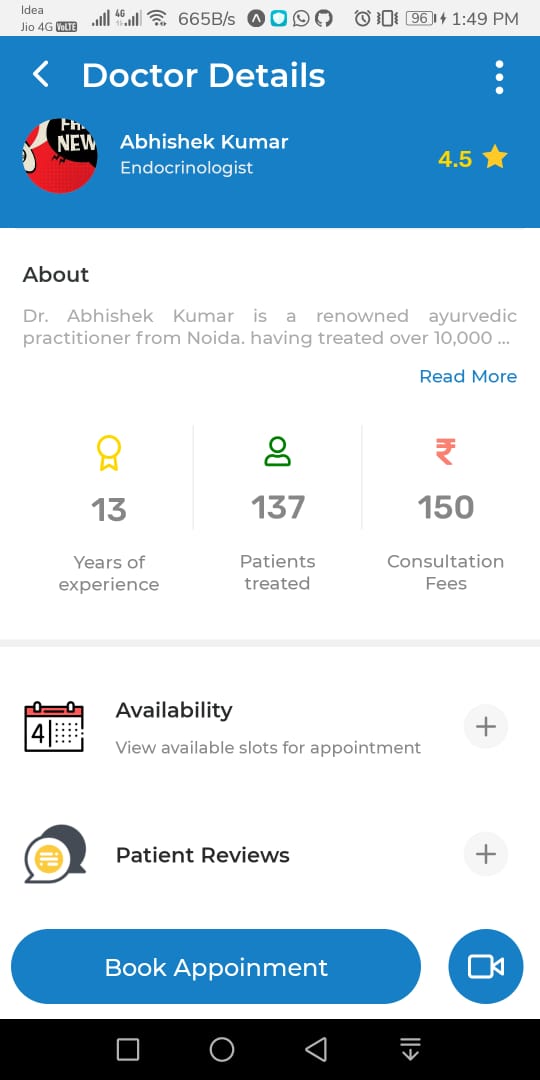 Idea
Jio 4G VoLTE
4G
665B/s
96
1:49 PM
Doctor Details
NEW
Abhishek Kumar
Endocrinologist
4.5
About
Dr. Abhishek Kumar is a renowned ayurvedic
practitioner from Noida. having treated over 10,000 ...
Read More
13
137
150
Years of
experience
Patients
treated
Consultation
Fees
4
Availability
View available slots for appointment
Patient Reviews
Book Appoinment